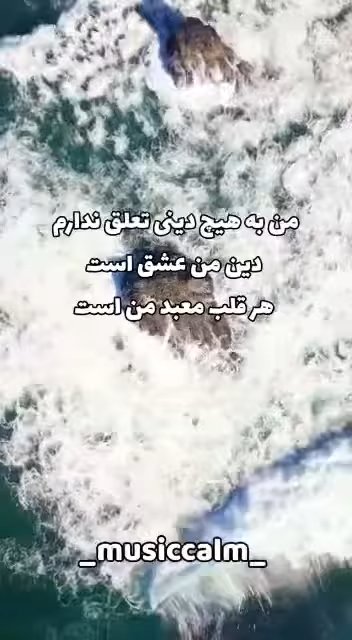 من به هیچ دینی تعلق ندارم
دین من عشق است
هر قلب معبد من است
_musiccalm_